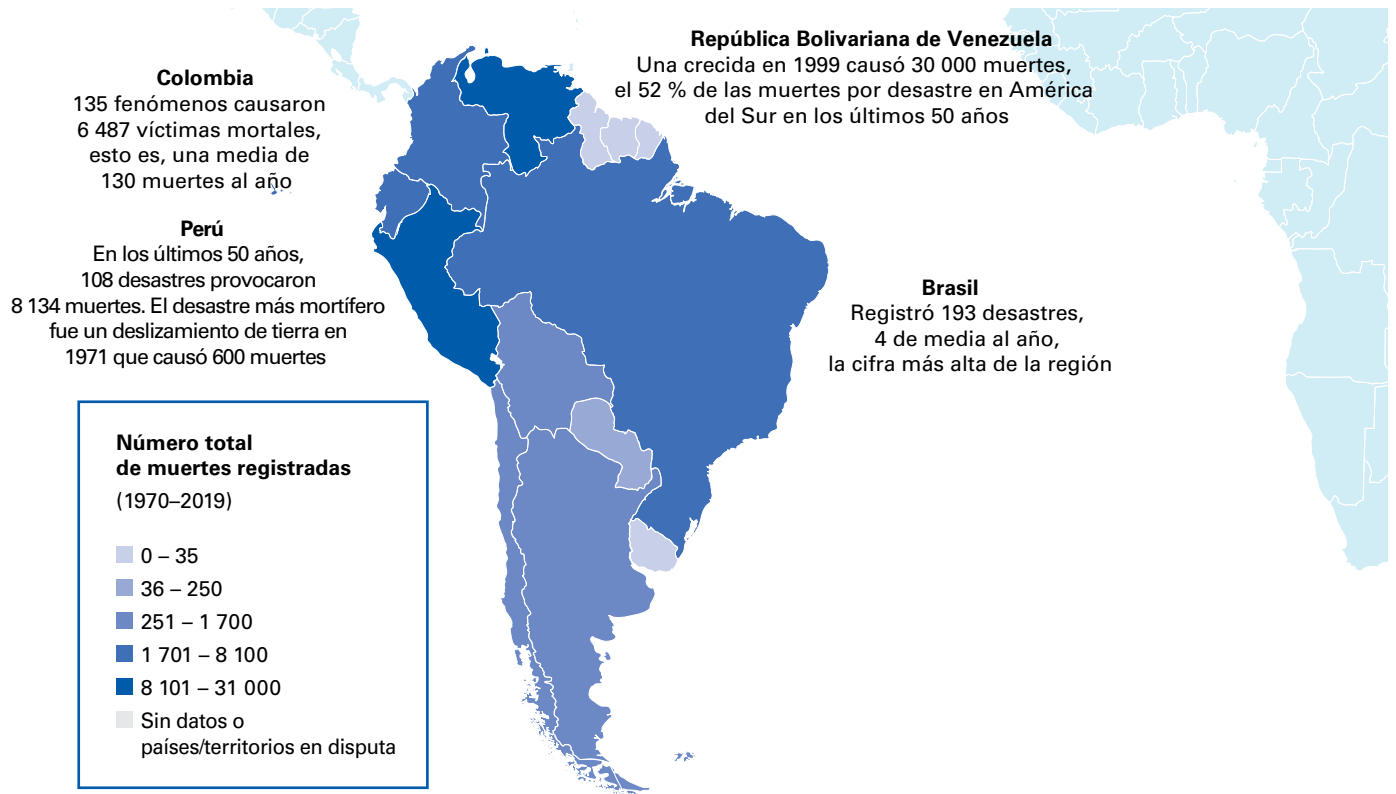 Colombia
135 fenómenos causaron
6 487 víctimas mortales,
esto es, una media de
130 muertes al año
República Bolivariana de Venezuela
Una crecida en 1999 causó 30 000 muertes,
el 52 % de las muertes por desastre en América
del Sur en los últimos 50 años
Perú
En los últimos 50 años,
108 desastres provocaron
8 134 muertes. El desastre más mortífero
fue un deslizamiento de tierra en
1971 que causó 600 muertes
Brasil
Registró 193 desastres,
4 de media al año,
la cifra más alta de la región
Número total
de muertes registradas
(1970–2019)
0 – 35
36 – 250
251 – 1 700
1 701 – 8 100
8 101 – 31 000
Sin datos o
países/territorios en disputa